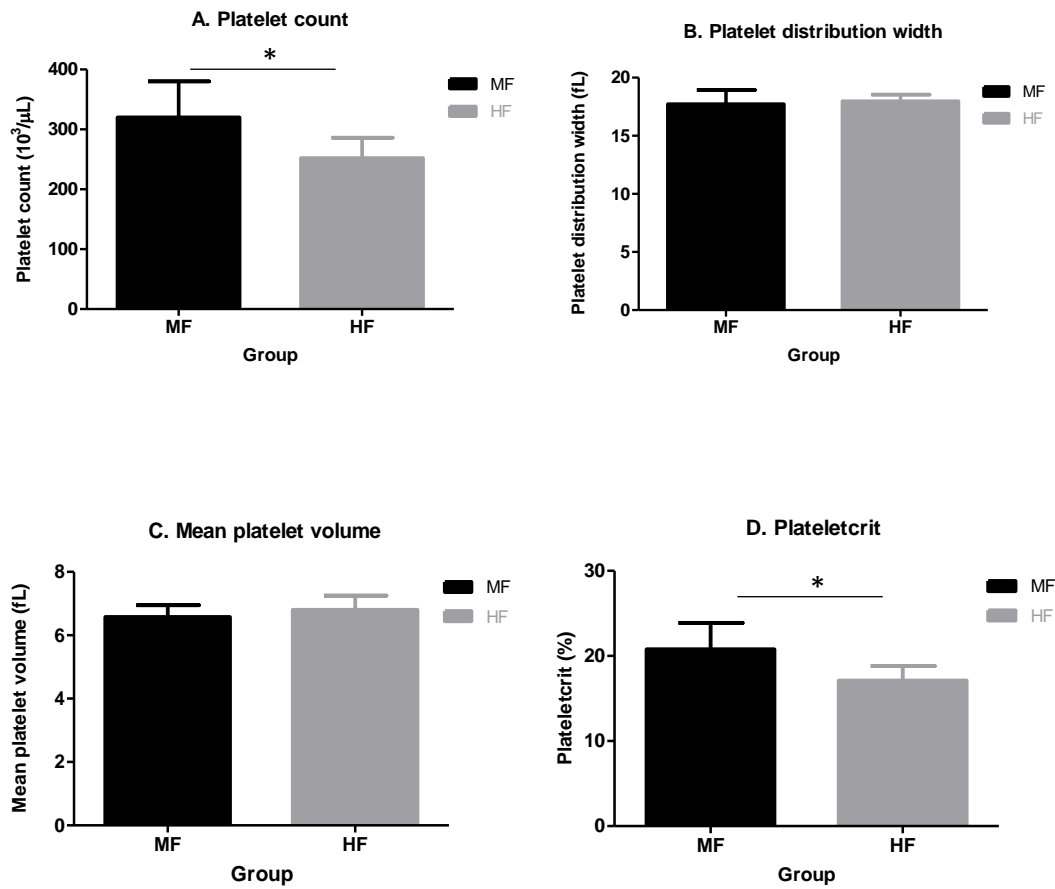 A. Platelet count
*
400
300
200
100
0
Platelet count (10³/µL)
MF
HF
Group
MF
HF
B. Platelet distribution width
20
15
10
5
0
Platelet distribution width (fL)
MF
HF
Group
MF
HF
C. Mean platelet volume
8
6
4
2
0
Mean platelet volume (fL)
MF
HF
Group
MF
HF
D. Plateletcrit
*
30
20
10
0
Plateletcrit (%)
MF
HF
Group
MF
HF